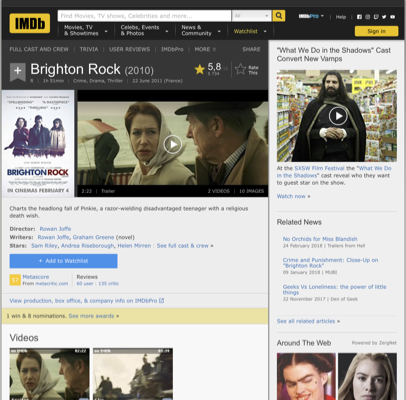 IMDb
Find Movies, TV shows, Celebrities and more...
All
IMDbPro
Help
Movies, TV & Showtimes
Celebs, Events & Photos
News & Community
Watchlist
Sign in
FULL CAST AND CREW | TRIVIA | USER REVIEWS | IMDbPro | MORE
SHARE
Brighton Rock (2010)
5,8
Rate This
1h 51min | Crime, Drama, Thriller | 22 June 2011 (France)
BRIGHTON ROCK
IN CINEMAS FEBRUARY 4
2:22 | Trailer
2 VIDEOS | 10 IMAGES
Charts the headlong fall of Pinkie, a razor-wielding disadvantaged teenager with a religious
death wish.
Director: Rowan Joffe
Writers: Rowan Joffe, Graham Greene (novel)
Stars: Sam Riley, Andrea Riseborough, Helen Mirren | See full cast & crew »
+ Add to Watchlist
Metascore
From metacritic.com
Reviews
60 user | 135 critic
View production, box office, & company info on IMDbPro
1 win & 8 nominations. See more awards »
Videos
02:22
"What We Do in the Shadows" Cast
Convert New Vamps
At the SXSW Film Festival the "What We
Do in the Shadows" cast reveal who they
want to guest star on the show.
Watch now »
Related News
No Orchids for Miss Blandish
24 February 2018 | Trailers from Hell
Crime and Punishment: Close-Up on
"Brighton Rock"
09 January 2018 | MUBI
Geeks Vs Loneliness: the power of little
things
22 November 2017 | Den of Geek
See all related articles »
Around The Web
Powered by ZergNet